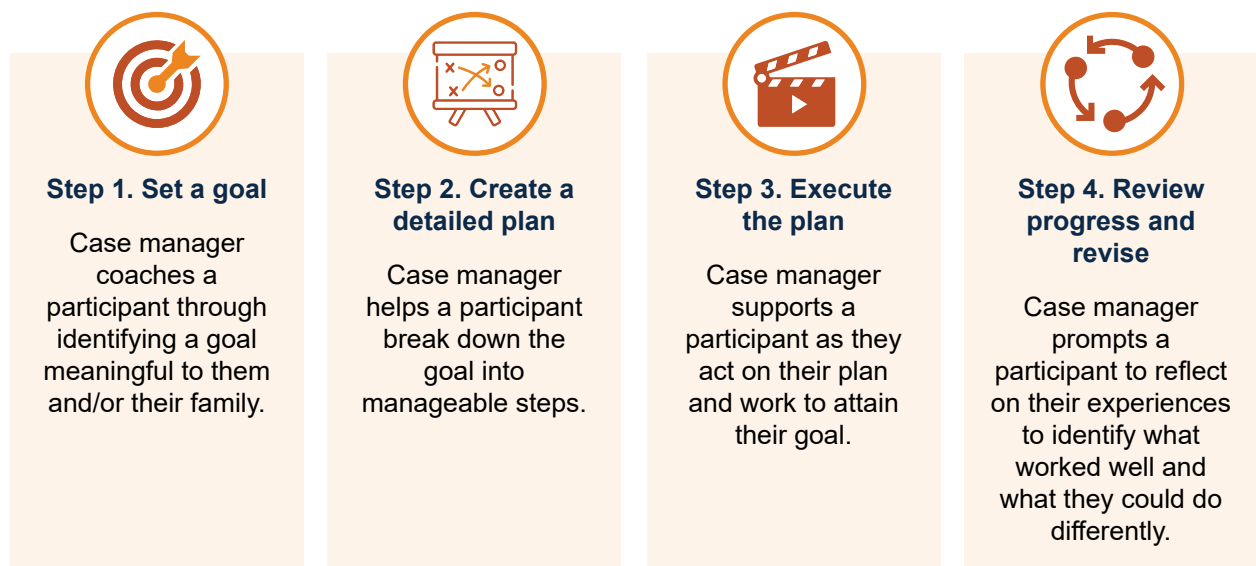 Step 1. Set a goal
Case manager
coaches a
participant through
identifying a goal
meaningful to them
and/or their family.
Step 2. Create a
detailed plan
Case manager
helps a participant
break down the
goal into
manageable steps.
Step 3. Execute
the plan
Case manager
supports a
participant as they
act on their plan
and work to attain
their goal.
Step 4. Review
progress and
revise
Case manager
prompts a
participant to reflect
on their experiences
to identify what
worked well and
what they could do
differently.